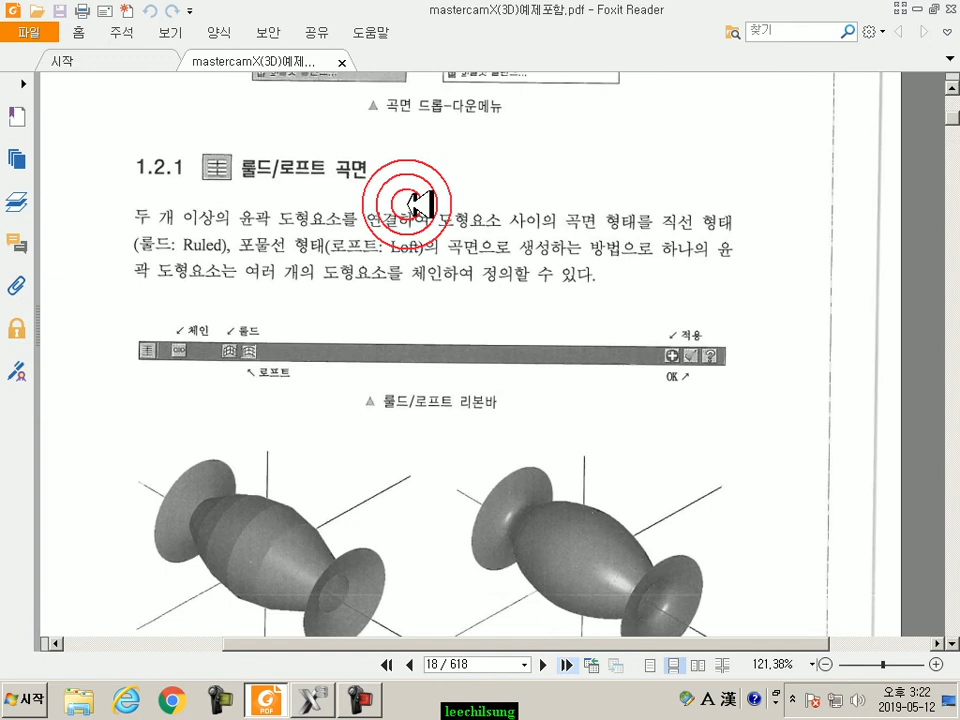 mastercamX(3D)예제포함.pdf - Foxit Reader
파일 홈 주석 보기 양식 보안 공유 도움말
찾기
시작 mastercamX(3D)예제...
▲ 곡면 드롭-다운메뉴
1.2.1 룰드/로프트 곡면
두 개 이상의 윤곽 도형요소를 연결하여 도형요소 사이의 곡면 형태를 직선 형태
(룰드: Ruled), 포물선 형태(로프트: Loft)의 곡면으로 생성하는 방법으로 하나의 윤
곽 도형요소는 여러 개의 도형요소를 체인하여 정의할 수 있다.
↙체인 ↙룰드 ↙적용
↖로프트 OK↗
▲ 룰드/로프트 리본바
18 / 618
121,38%
시작
PDF
A 漢
오후 3:22
2019-05-12
leechilsung